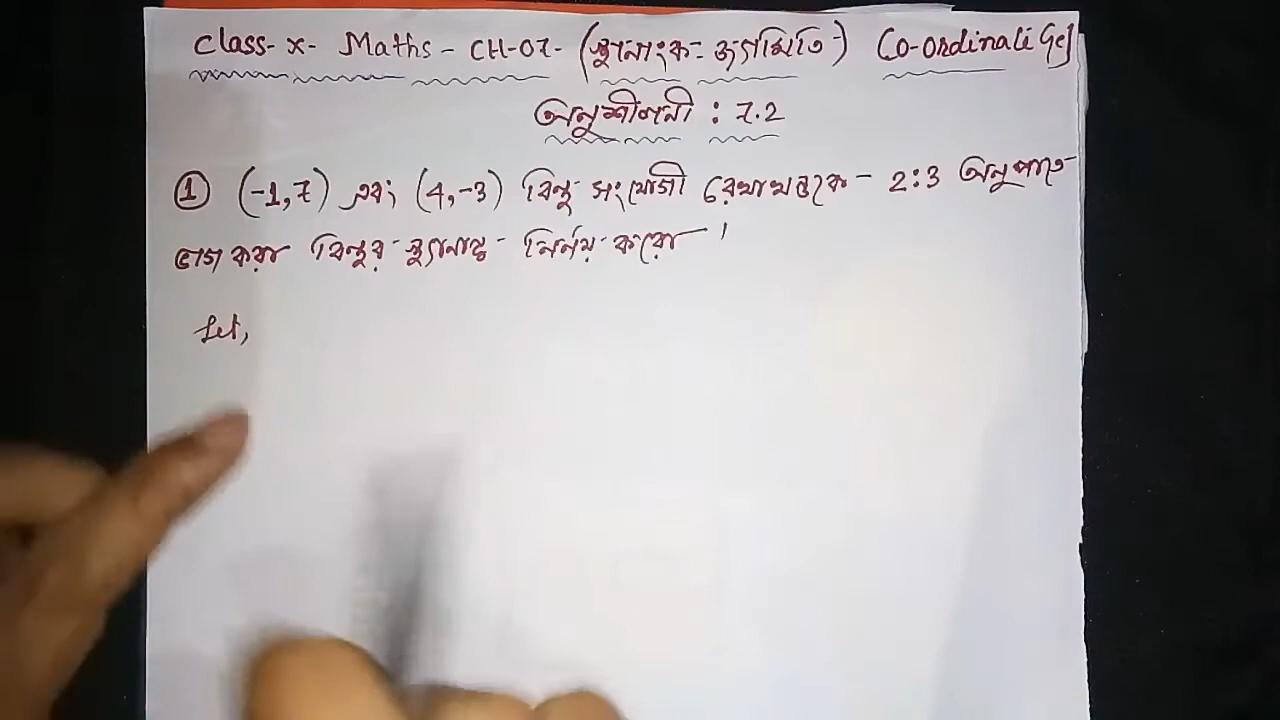 Class-X- Maths - CH-07- (স্থানাংক- জ্যামিতি) (Co-Ordinate Ge]
অনুশীলনী : 7.2
① (-1,7) এবং (4,-3) বিন্দু সংযোগী রেখাখণ্ডকে- 2:3 অনুপাতে
ভাগ করা বিন্দুর স্থানাঙ্ক নির্ণয় করো ।
Let,